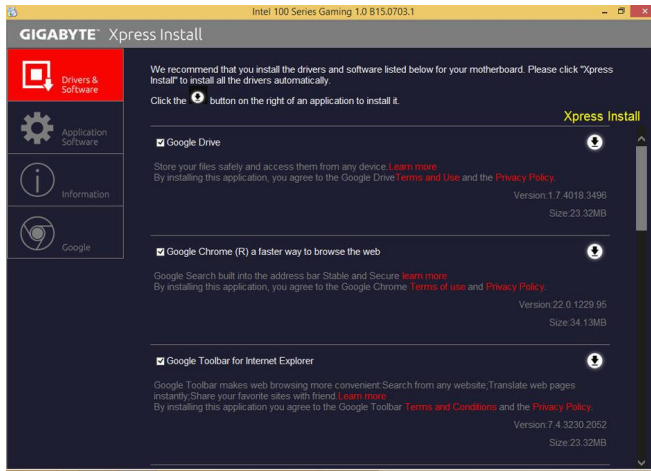 Intel 100 Series Gaming 1.0 B15.0703.1
GIGABYTE™ Xpress Install
Drivers &
Software
Application
Software
Information
Google
We recommend that you install the drivers and software listed below for your motherboard. Please click "Xpress
Install" to install all the drivers automatically.
Click the button on the right of an application to install it.
Xpress Install
Google Drive
Store your files safely and access them from any device.Learn more
By installing this application, you agree to the Google DriveTerms and Use and the Privacy Policy.
Version:1.7.4018.3496
Size:23.32MB
Google Chrome (R) a faster way to browse the web
Google Search built into the address bar Stable and Secure learn more
By installing this application, you agree to the Google Chrome Terms of use and Privacy Policy.
Version:22.0.1229.95
Size:34.13MB
Google Toolbar for Internet Explorer
Google Toolbar makes web browsing more convenient:Search from any website;Translate web pages
instantly;Share your favorite sites with friend.Learn more
By installing this application you agree to the Google Toolbar Terms and Conditions and the Privacy Policy.
Version:7.4.3230.2052
Size:23.32MB